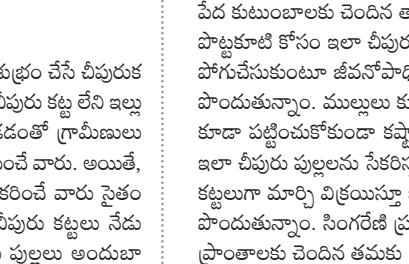 కుభ్రం చేసే చీపురుక
పురు కట్ట లేని ఇల్లు
డంతో గ్రామీణులు
ంచే వారు. అయితే,
కరించే వారు సైతం
పురు కట్టలు నేడు
పుల్లలు అందుబా
పేద కుటుంబాలకు చెందిన త
పొట్టకూటి కోసం ఇలా చీపుర
పోగుచేసుకుంటూ జీవనోపాధి
పొందుతున్నాం. ముల్లులు కు
కూడా పట్టించుకోకుండా కష్టా
ఇలా చీపురు పుల్లలను సేకరిస
కట్టలుగా మార్చి విక్రయిస్తూ
పొందుతున్నాం. సింగరేణి ప్ర
ప్రాంతాలకు చెందిన తమకు